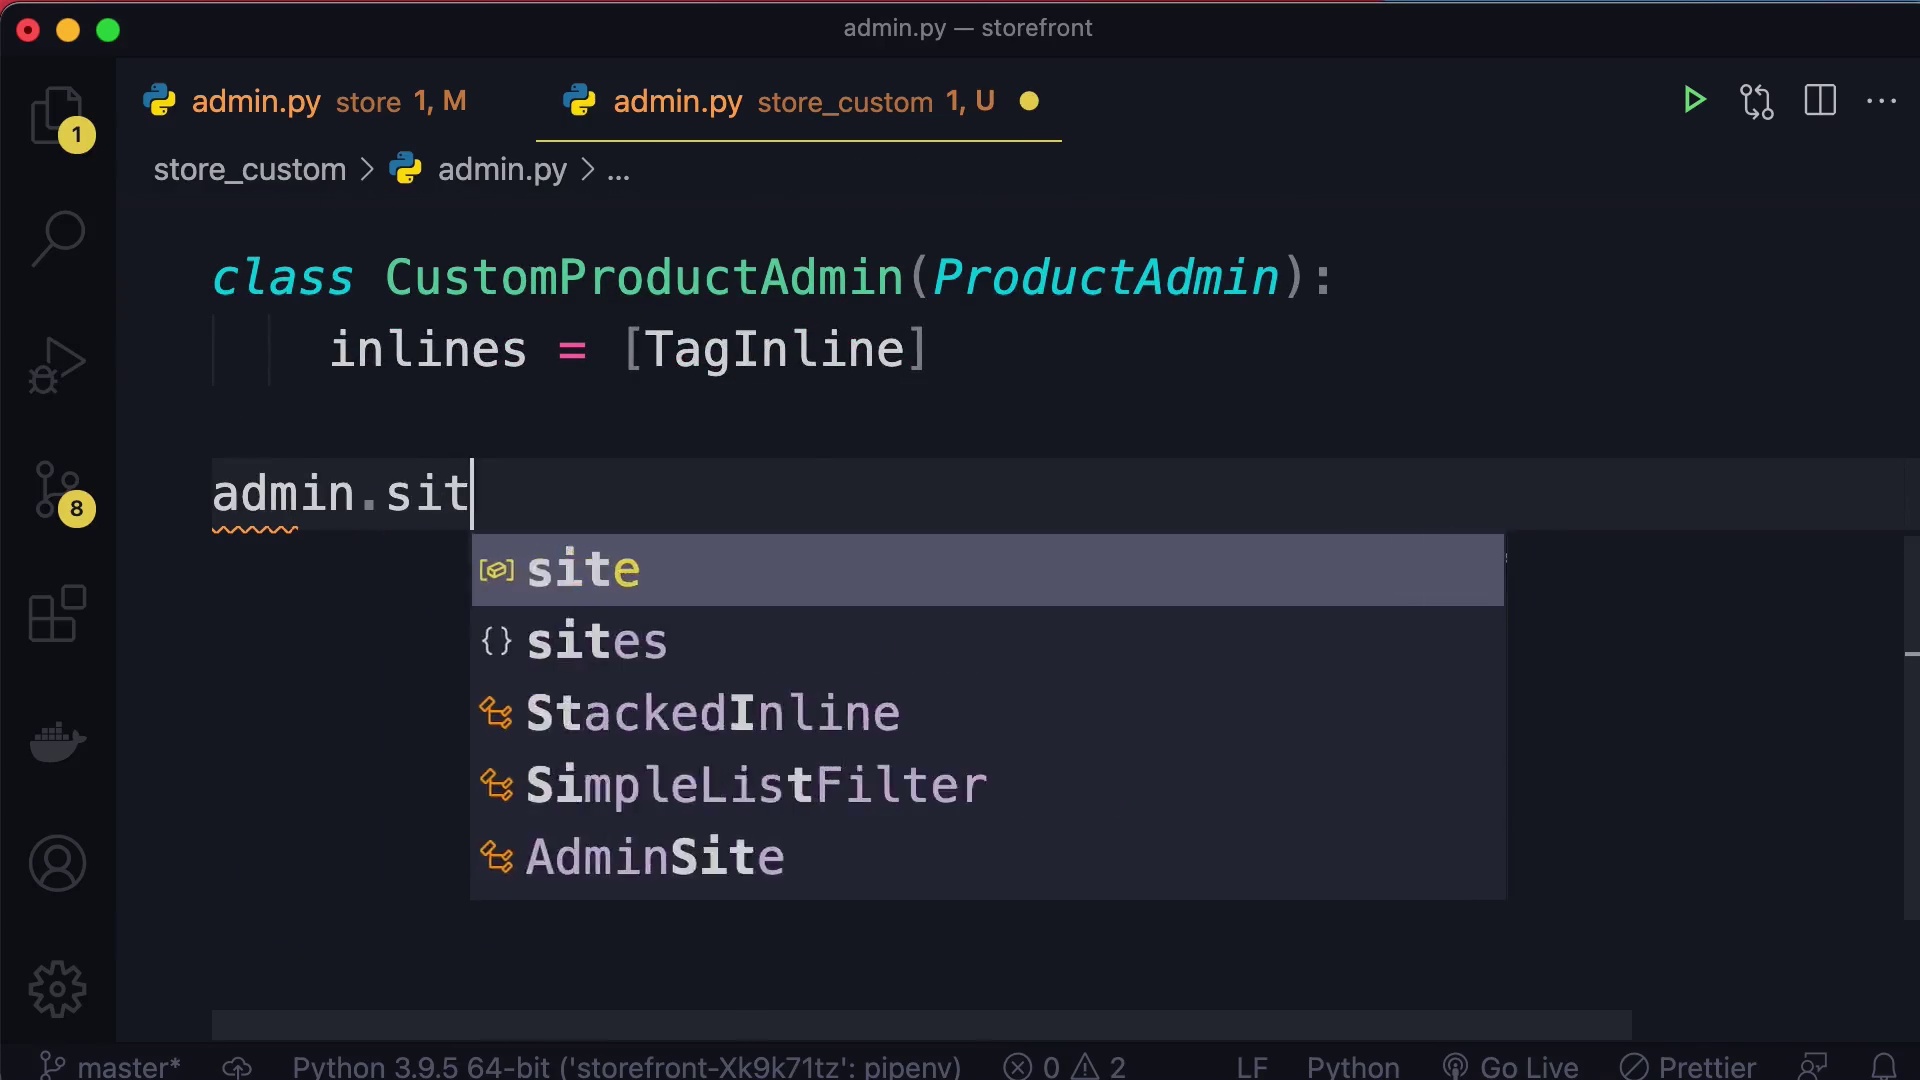 admin.py — storefront
admin.py store 1, M
admin.py store_custom 1, U
1
store_custom > admin.py > ...
class CustomProductAdmin(ProductAdmin):
inlines = [TagInline]
admin.sit
site
{} sites
StackedInline
SimpleListFilter
AdminSite
8
master* Python 3.9.5 64-bit ('storefront-Xk9k71tz': pipenv) 0 2 LF Python Go Live Prettier